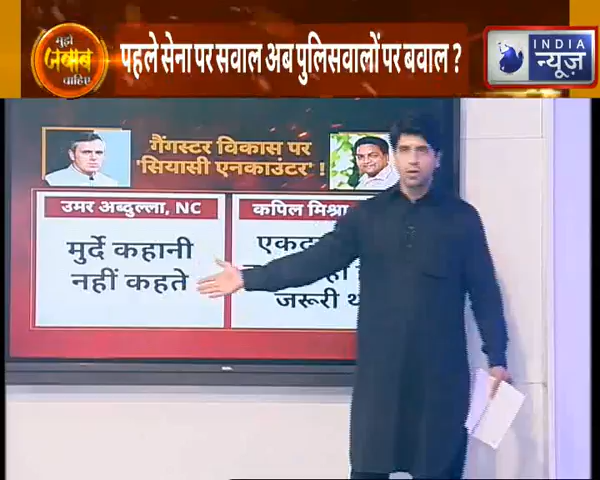 मुझे
जवाब
चाहिए
पहले सेना पर सवाल अब पुलिसवालों पर बवाल ?
INDIA
न्यूज़
गैंगस्टर विकास पर
'सियासी एनकाउंटर' !
उमर अब्दुल्ला, NC
मुर्दे कहानी
नहीं कहते
कपिल मिश्रा
जरूरी